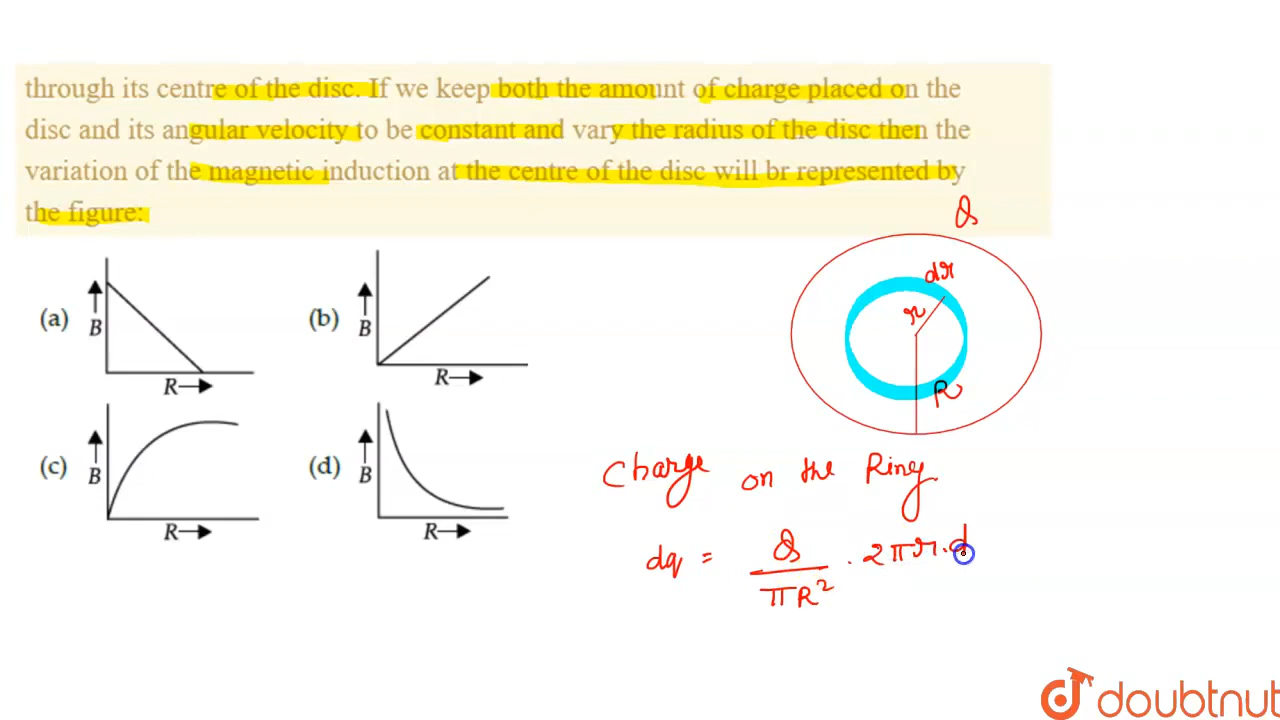 through its centre of the disc. If we keep both the amount of charge placed on the
disc and its angular velocity to be constant and vary the radius of the disc then the
variation of the magnetic induction at the centre of the disc will br represented by
the figure:
Q
dr
r
R
(a)
B
R
(b)
B
R
(c)
B
R
(d)
B
R
Charge on the Ring
dq = Q/πR² . 2πr.d
doubtnut